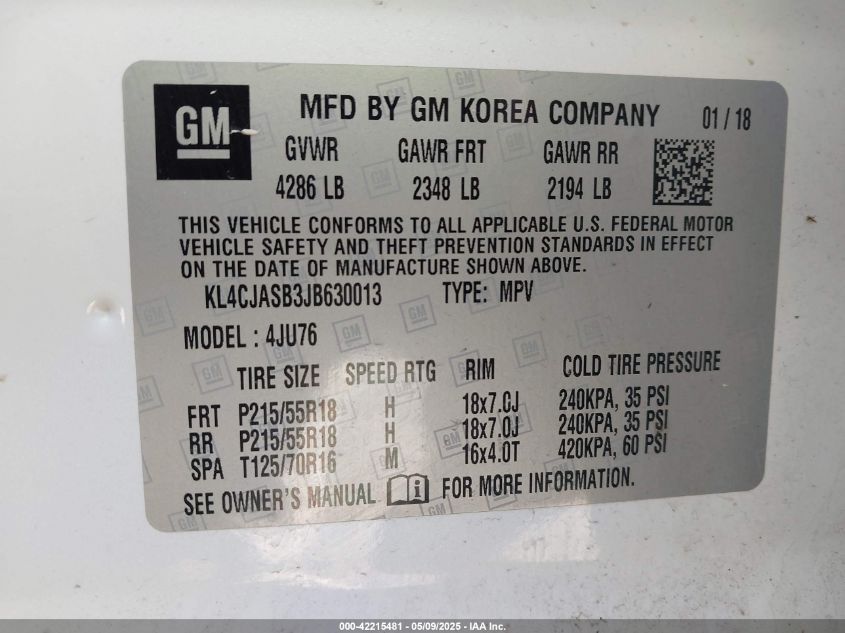 GM
MFD BY GM KOREA COMPANY 01 / 18
GVWR GAWR FRT GAWR RR
4286 LB 2348 LB 2194 LB
THIS VEHICLE CONFORMS TO ALL APPLICABLE U.S. FEDERAL MOTOR
VEHICLE SAFETY AND THEFT PREVENTION STANDARDS IN EFFECT
ON THE DATE OF MANUFACTURE SHOWN ABOVE.
KL4CJASB3JB630013 TYPE: MPV
MODEL : 4JU76
TIRE SIZE SPEED RTG RIM COLD TIRE PRESSURE
FRT P215/55R18 H 18x7.0J 240KPA, 35 PSI
RR P215/55R18 H 18x7.0J 240KPA, 35 PSI
SPA T125/70R16 M 16x4.0T 420KPA, 60 PSI
SEE OWNER'S MANUAL i FOR MORE INFORMATION.
000-42215481 - 05/09/2025 - IAA Inc.